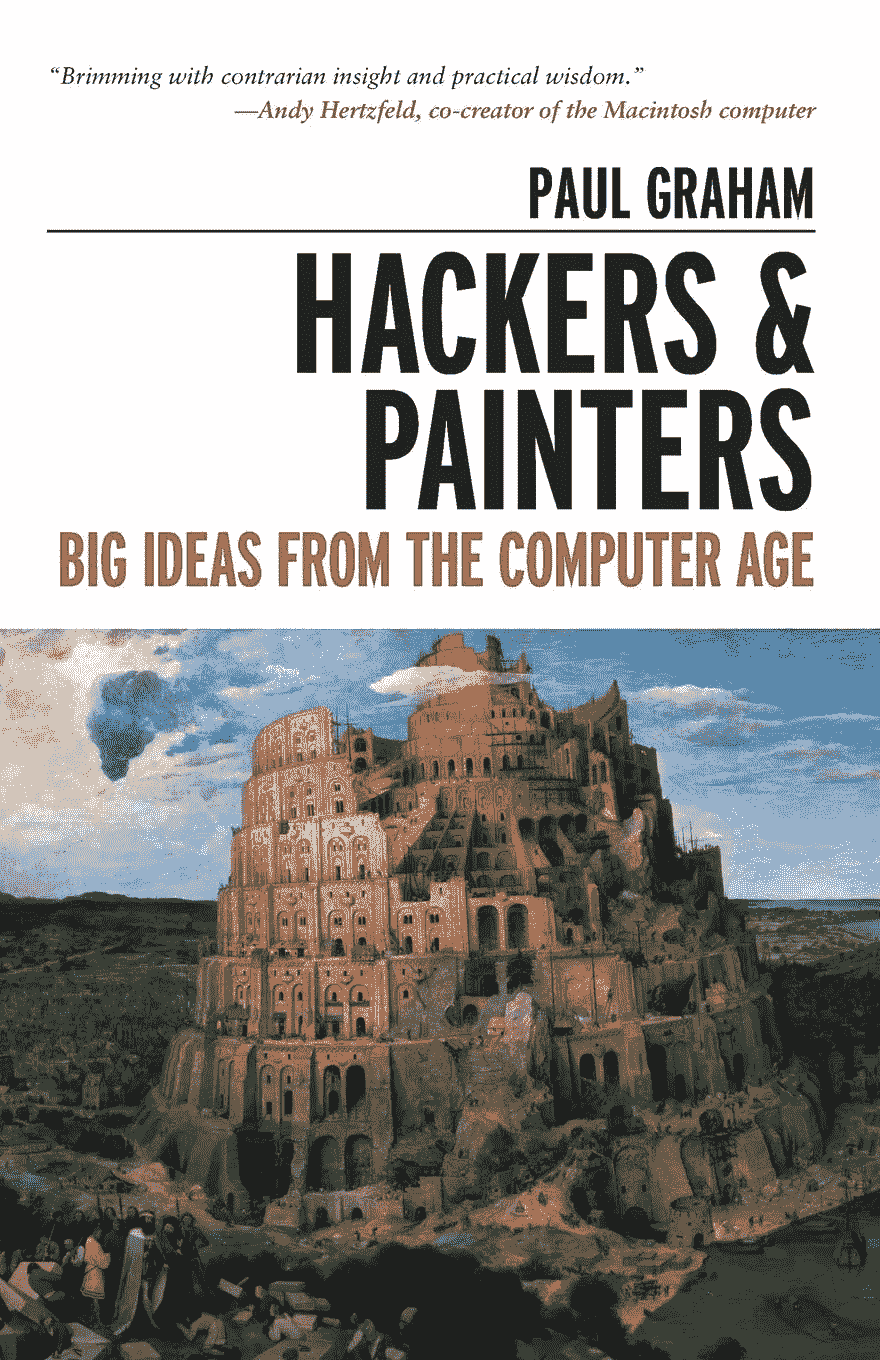 “Brimming with contrarian insight and practical wisdom.”
—Andy Hertzfeld, co-creator of the Macintosh computer
PAUL GRAHAM
HACKERS &
PAINTERS
BIG IDEAS FROM THE COMPUTER AGE